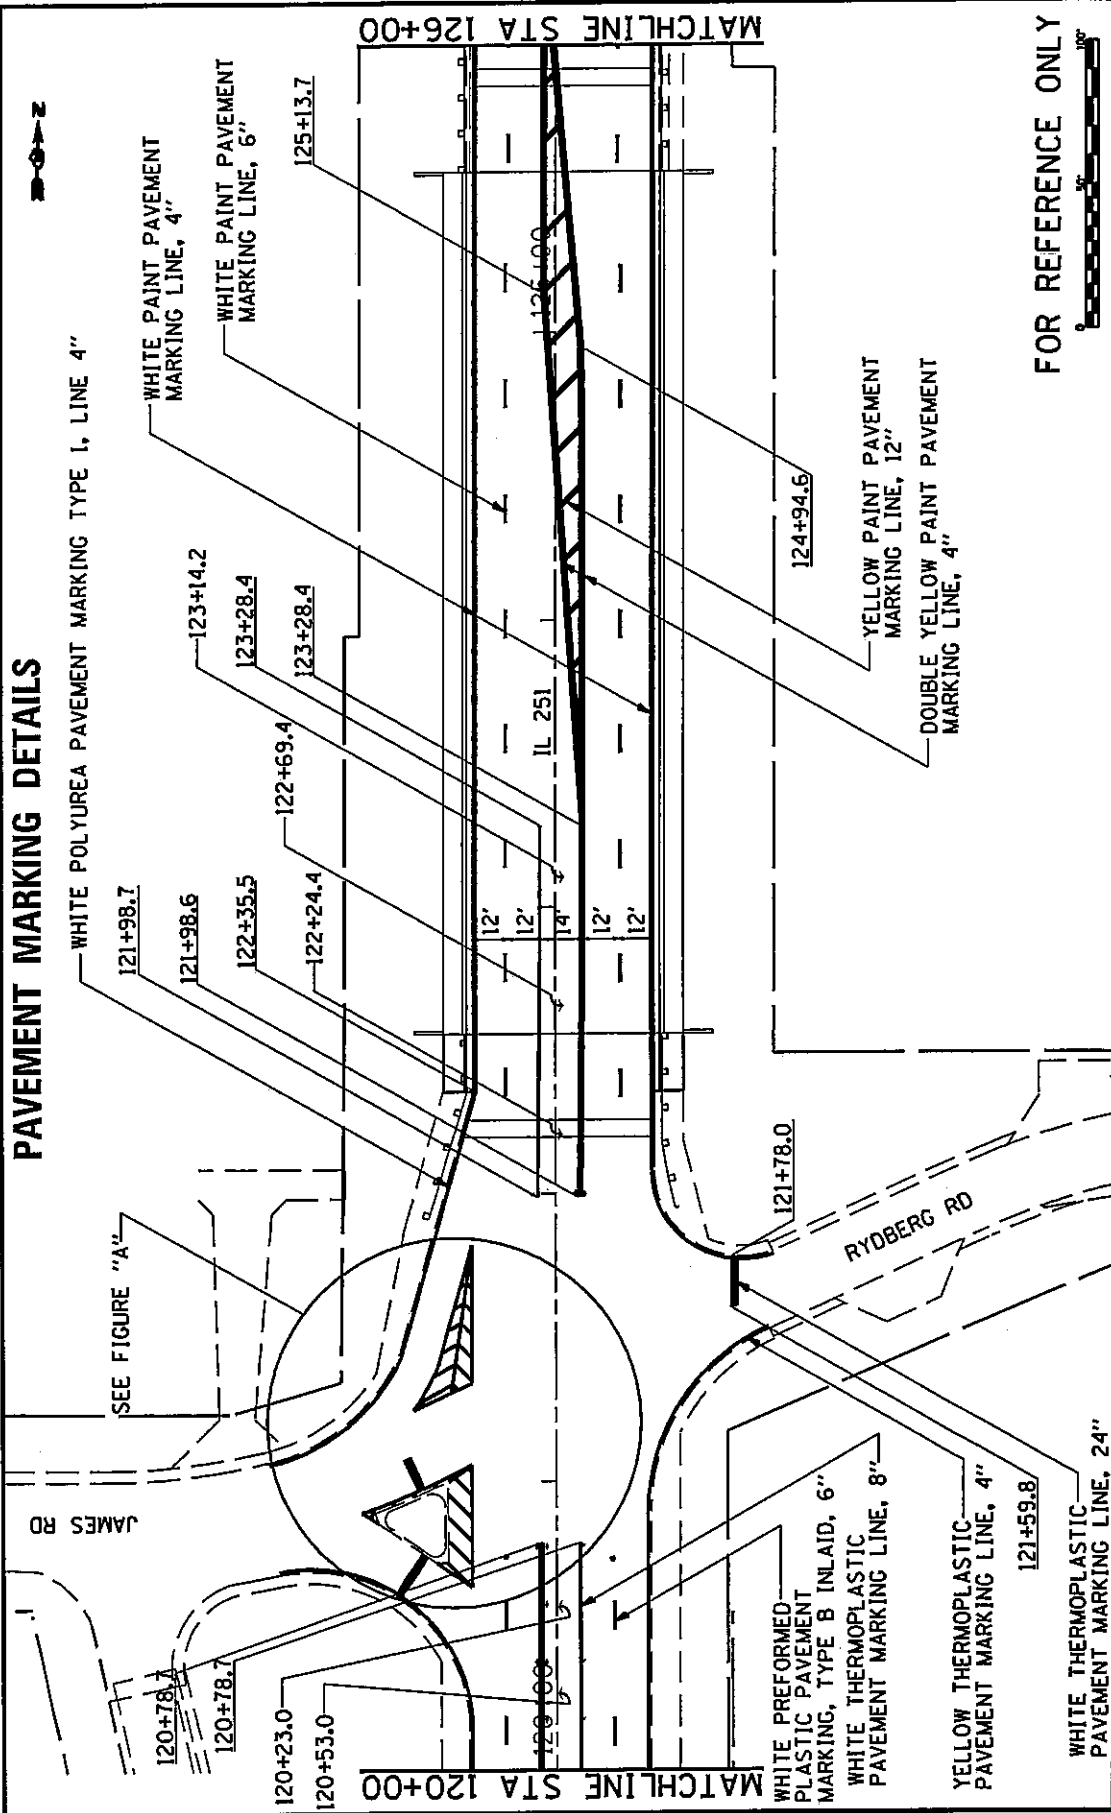 PAVEMENT MARKING DETAILS
WHITE POLYUREA PAVEMENT MARKING TYPE I, LINE 4"
SEE FIGURE "A"
JAMES RD
121+98.7
121+98.6
122+35.5
122+24.4
122+69.4
123+14.2
123+28.4
123+28.4
WHITE PAINT PAVEMENT
MARKING LINE, 4"
WHITE PAINT PAVEMENT
MARKING LINE, 6"
125+13.7
N
120+78.7
120+78.7
120+23.0
120+53.0
MATCHLINE STA 120+00
MATCHLINE STA 126+00
12'
12'
14'
12'
12'
IL 251
121+78.0
RYDBERG RD
WHITE PREFORMED
PLASTIC PAVEMENT
MARKING, TYPE B INLAID, 6"
WHITE THERMOPLASTIC
PAVEMENT MARKING LINE, 8"
YELLOW THERMOPLASTIC
PAVEMENT MARKING LINE, 4"
121+59.8
WHITE THERMOPLASTIC
PAVEMENT MARKING LINE, 24"
124+94.6
YELLOW PAINT PAVEMENT
MARKING LINE, 12"
DOUBLE YELLOW PAINT PAVEMENT
MARKING LINE, 4"
FOR REFERENCE ONLY
0 50' 100'